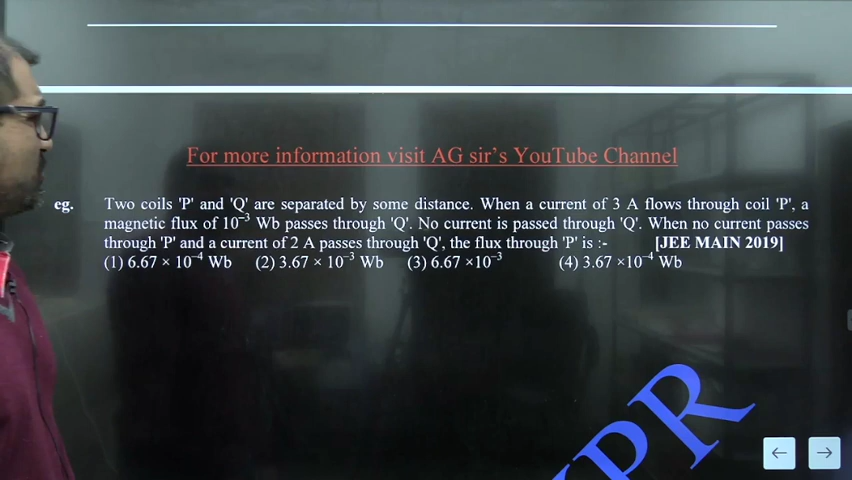 For more information visit AG sir's YouTube Channel
eg. Two coils 'P' and 'Q' are separated by some distance. When a current of 3 A flows through coil 'P', a
magnetic flux of 10⁻³ Wb passes through 'Q'. No current is passed through 'Q'. When no current passes
through 'P' and a current of 2 A passes through 'Q', the flux through 'P' is :- [JEE MAIN 2019]
(1) 6.67 × 10⁻⁴ Wb (2) 3.67 × 10⁻³ Wb (3) 6.67 ×10⁻³ (4) 3.67 ×10⁻⁴ Wb